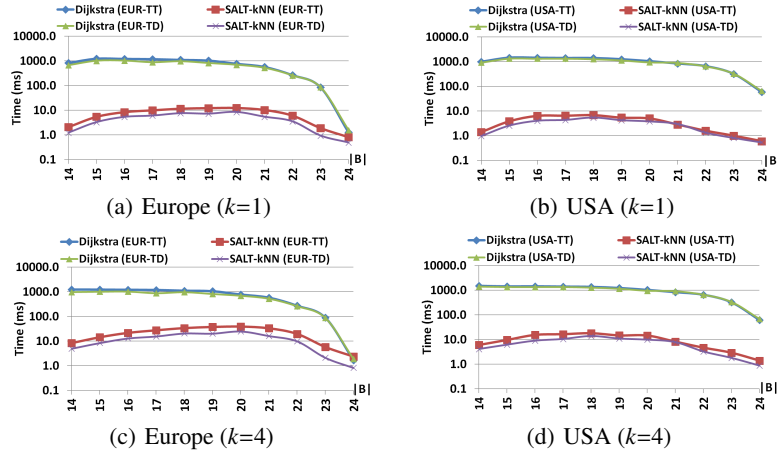 Dijkstra (EUR-TT) SALT-kNN (EUR-TT)
Dijkstra (EUR-TD) SALT-kNN (EUR-TD)
10000.0
1000.0
100.0
10.0
1.0
0.1
Time (ms)
14 15 16 17 18 19 20 21 22 23 24
|B|
(a) Europe (k=1)
Dijkstra (USA-TT) SALT-kNN (USA-TT)
Dijkstra (USA-TD) SALT-kNN (USA-TD)
10000.0
1000.0
100.0
10.0
1.0
0.1
Time (ms)
14 15 16 17 18 19 20 21 22 23 24
|B|
(b) USA (k=1)
Dijkstra (EUR-TT) SALT-kNN (EUR-TT)
Dijkstra (EUR-TD) SALT-kNN (EUR-TD)
10000.0
1000.0
100.0
10.0
1.0
0.1
Time (ms)
14 15 16 17 18 19 20 21 22 23 24
|B|
(c) Europe (k=4)
Dijkstra (USA-TT) SALT-kNN (USA-TT)
Dijkstra (USA-TD) SALT-kNN (USA-TD)
10000.0
1000.0
100.0
10.0
1.0
0.1
Time (ms)
14 15 16 17 18 19 20 21 22 23 24
|B|
(d) USA (k=4)